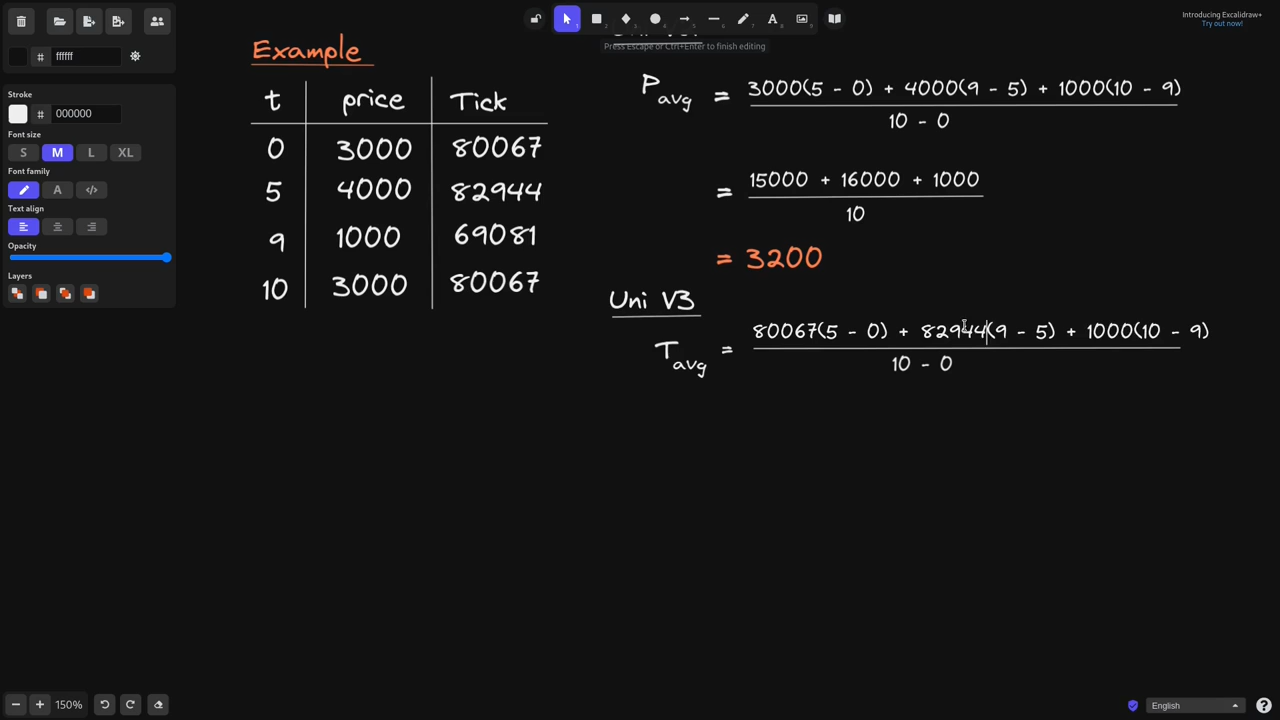 Introducing Excalidraw+
Try out now!
# ffffff
Press Escape or Ctrl+Enter to finish editing
Stroke
# 000000
Font size
S M L XL
Font family
A </>
Text align
Opacity
Layers
Example
t price Tick
0 3000 80067
5 4000 82944
9 1000 69081
10 3000 80067
Pavg = 3000(5 - 0) + 4000(9 - 5) + 1000(10 - 9)
10 - 0
= 15000 + 16000 + 1000
10
= 3200
Uni V3
Tavg = 80067(5 - 0) + 82944(9 - 5) + 1000(10 - 9)
10 - 0
150%
English